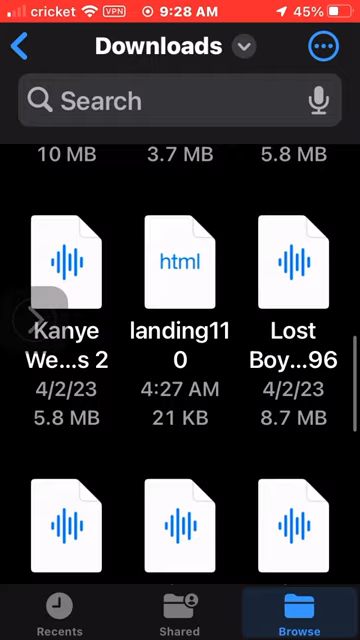 cricket VPN 9:28 AM 45%
Downloads
Search
10 MB 3.7 MB 5.8 MB
html
Kanye landing11 Lost
We...s 2 0 Boy...96
4/2/23 4:27 AM 4/2/23
5.8 MB 21 KB 8.7 MB
Recents Shared Browse